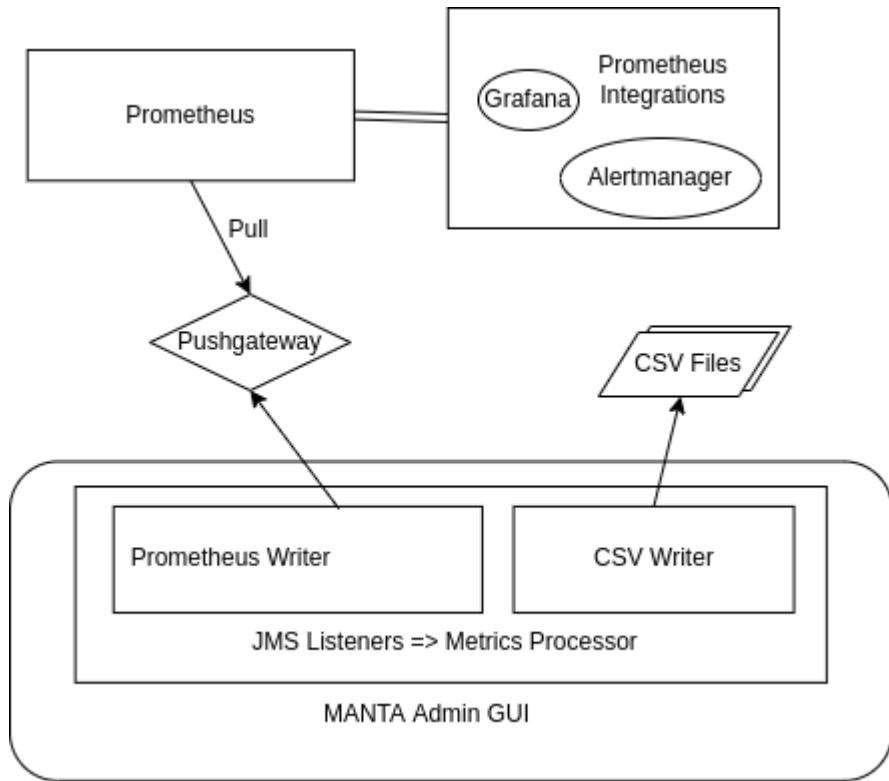 Prometheus
Prometheus
Integrations
Grafana
Alertmanager
Pull
Pushgateway
CSV Files
Prometheus Writer
CSV Writer
JMS Listeners => Metrics Processor
MANTA Admin GUI